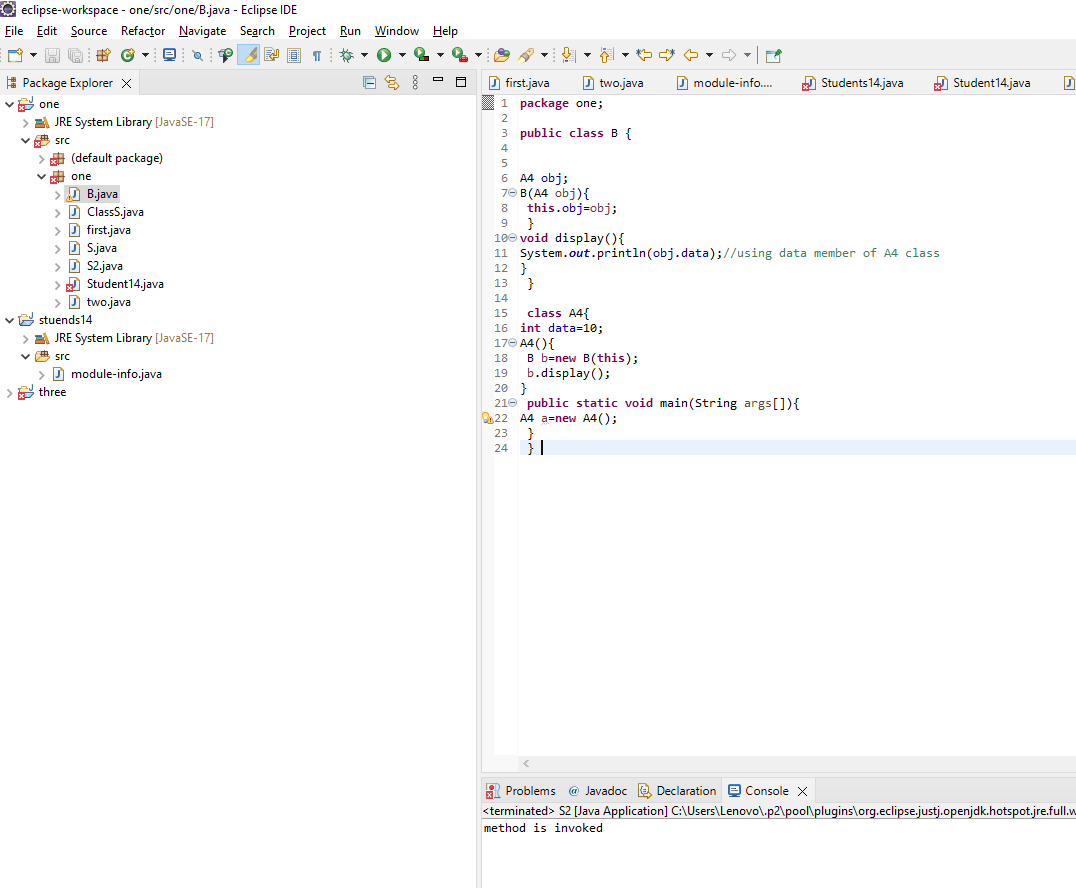 eclipse-workspace - one/src/one/B.java - Eclipse IDE
File Edit Source Refactor Navigate Search Project Run Window Help
Package Explorer
one
JRE System Library [JavaSE-17]
src
(default package)
one
B.java
ClassS.java
first.java
S.java
S2.java
Student14.java
two.java
stuends14
JRE System Library [JavaSE-17]
src
module-info.java
three
first.java two.java module-info.... Students14.java Student14.java
1 package one;
2
3 public class B {
4
5
6 A4 obj;
7 B(A4 obj){
8 this.obj=obj;
9 }
10 void display(){
11 System.out.println(obj.data);//using data member of A4 class
12 }
13 }
14
15 class A4{
16 int data=10;
17 A4(){
18 B b=new B(this);
19 b.display();
20 }
21 public static void main(String args[]){
22 A4 a=new A4();
23 }
24 }
Problems @ Javadoc Declaration Console
<terminated> S2 [Java Application] C:\Users\Lenovo\.p2\pool\plugins\org.eclipse.justj.openjdk.hotspot.jre.full.w
method is invoked